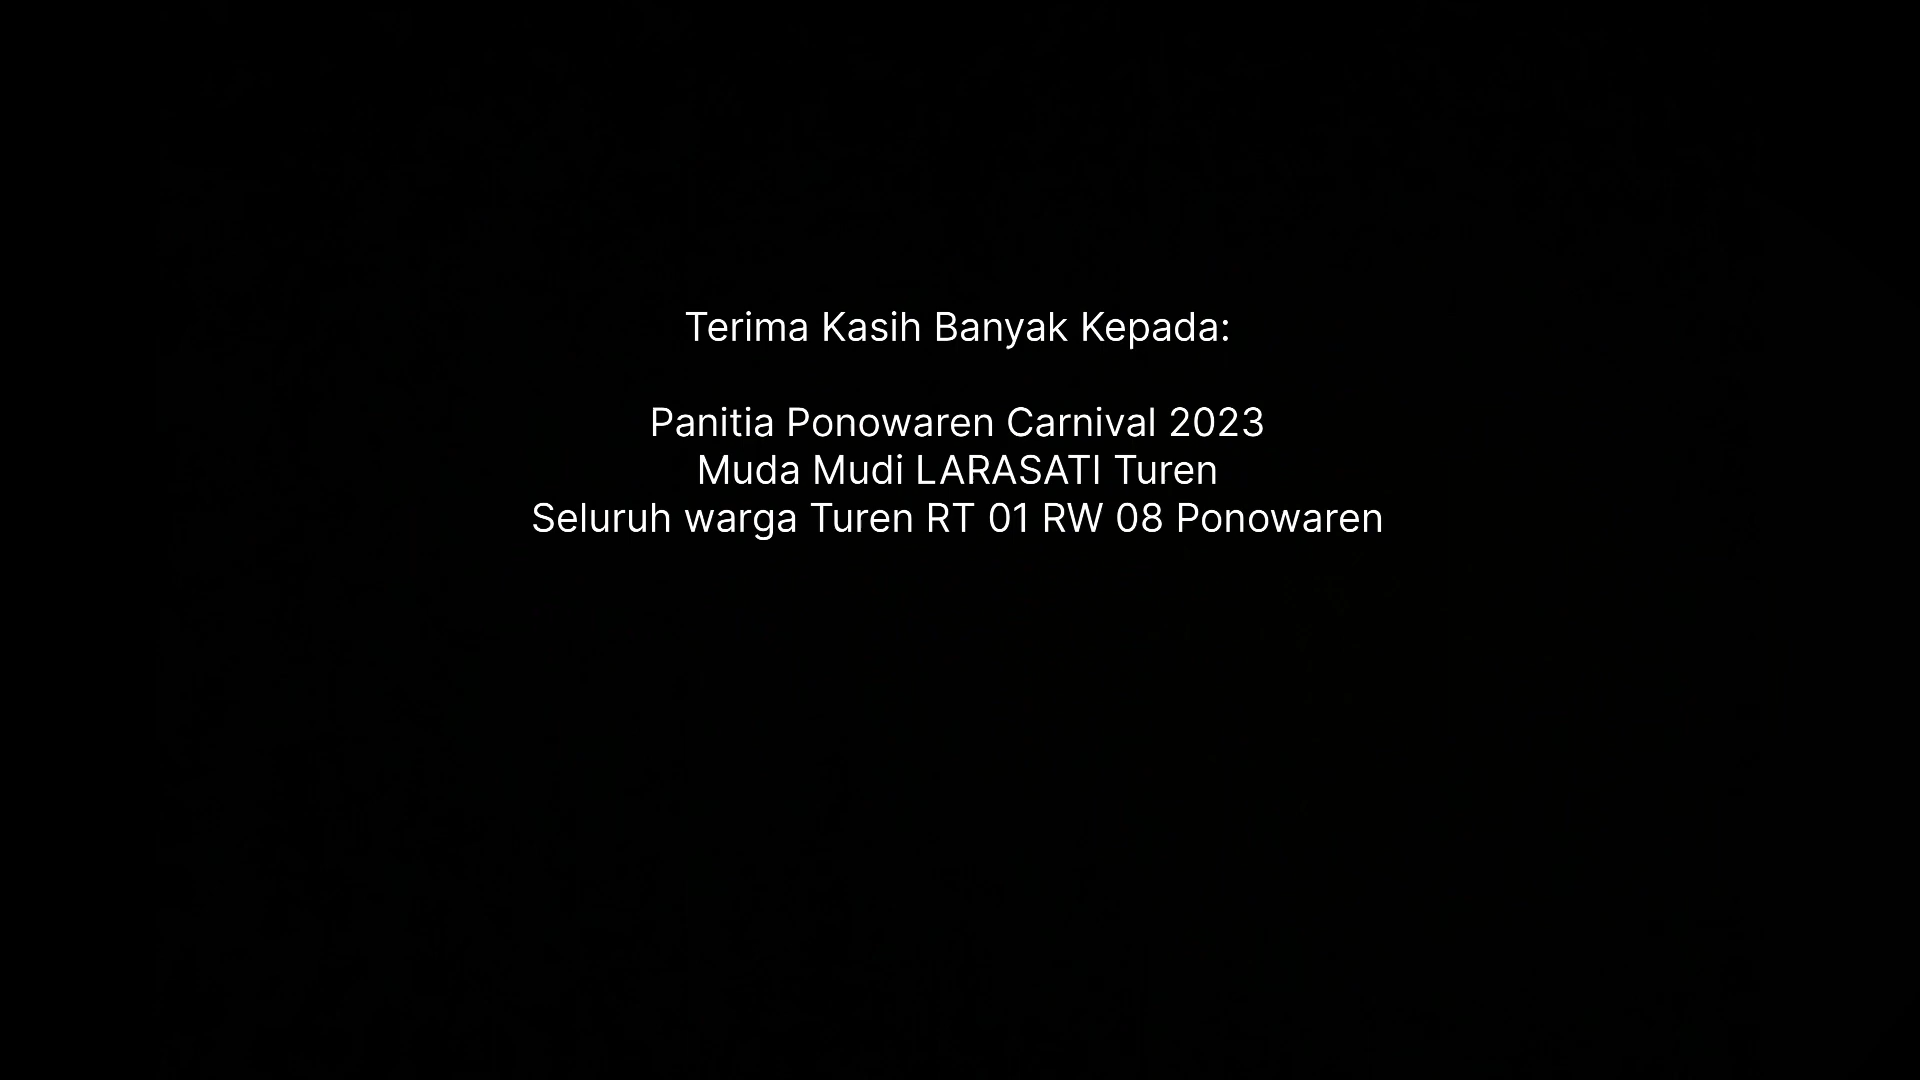 Terima Kasih Banyak Kepada:
Panitia Ponowaren Carnival 2023
Muda Mudi LARASATI Turen
Seluruh warga Turen RT 01 RW 08 Ponowaren